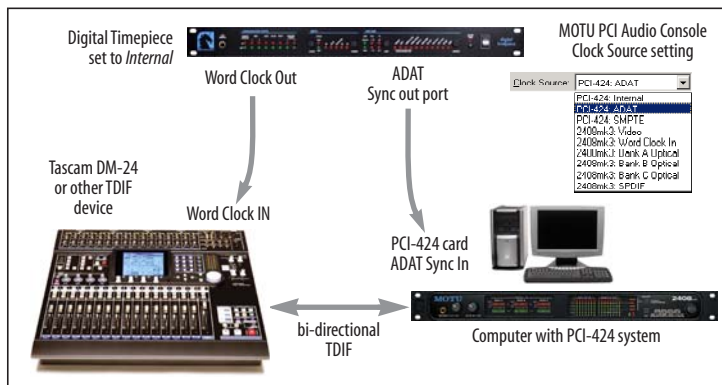 Digital Timepiece
set to Internal
Word Clock Out
ADAT
Sync out port
MOTU PCI Audio Console
Clock Source setting
Clock Source: PCI-424: ADAT
PCI-424: Internal
PCI-424: ADAT
PCI-424: SMPTE
2408mk3: Video
2408mk3: Word Clock In
2408mk3: Bank A Optical
2408mk3: Bank B Optical
2408mk3: Bank C Optical
2408mk3: SPDIF
Tascam DM-24
or other TDIF
device
Word Clock IN
PCI-424 card
ADAT Sync In
MOTU
2408
bi-directional
TDIF
Computer with PCI-424 system